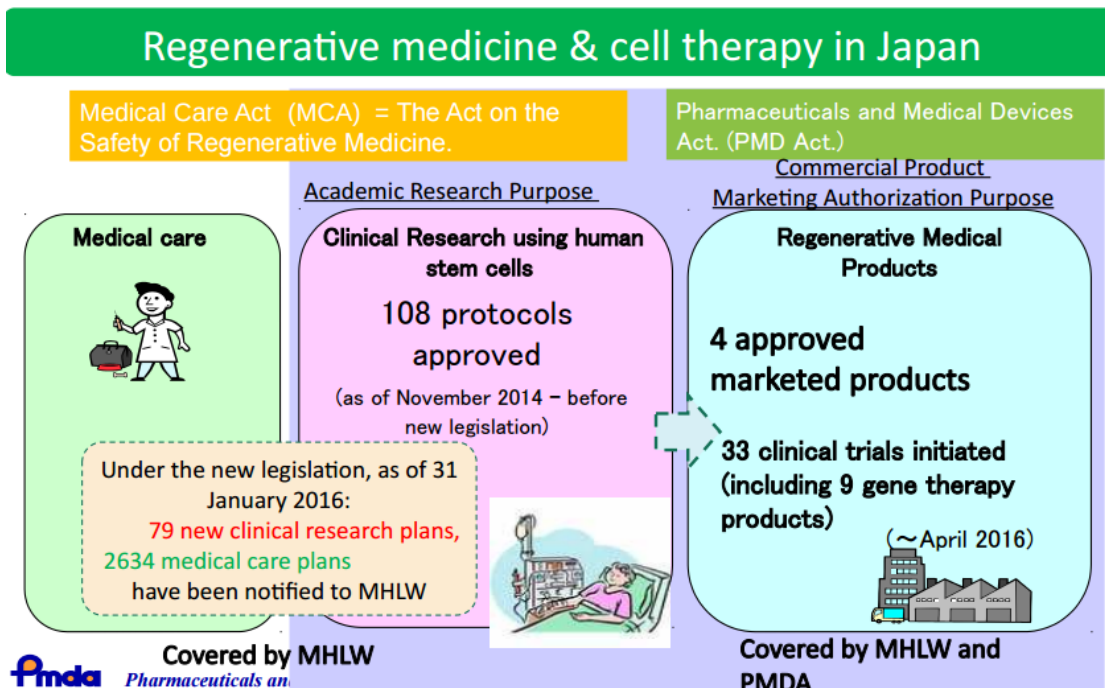 Regenerative medicine & cell therapy in Japan
Medical Care Act (MCA) = The Act on the
Safety of Regenerative Medicine.
Pharmaceuticals and Medical Devices
Act. (PMD Act.)
Academic Research Purpose
Commercial Product
Marketing Authorization Purpose
Medical care
Clinical Research using human
stem cells
108 protocols
approved
(as of November 2014 – before
new legislation)
Regenerative Medical
Products
4 approved
marketed products
33 clinical trials initiated
(including 9 gene therapy
products)
(～April 2016)
Under the new legislation, as of 31
January 2016:
79 new clinical research plans,
2634 medical care plans
have been notified to MHLW
Covered by MHLW
Covered by MHLW and
PMDA
Pmda Pharmaceuticals an